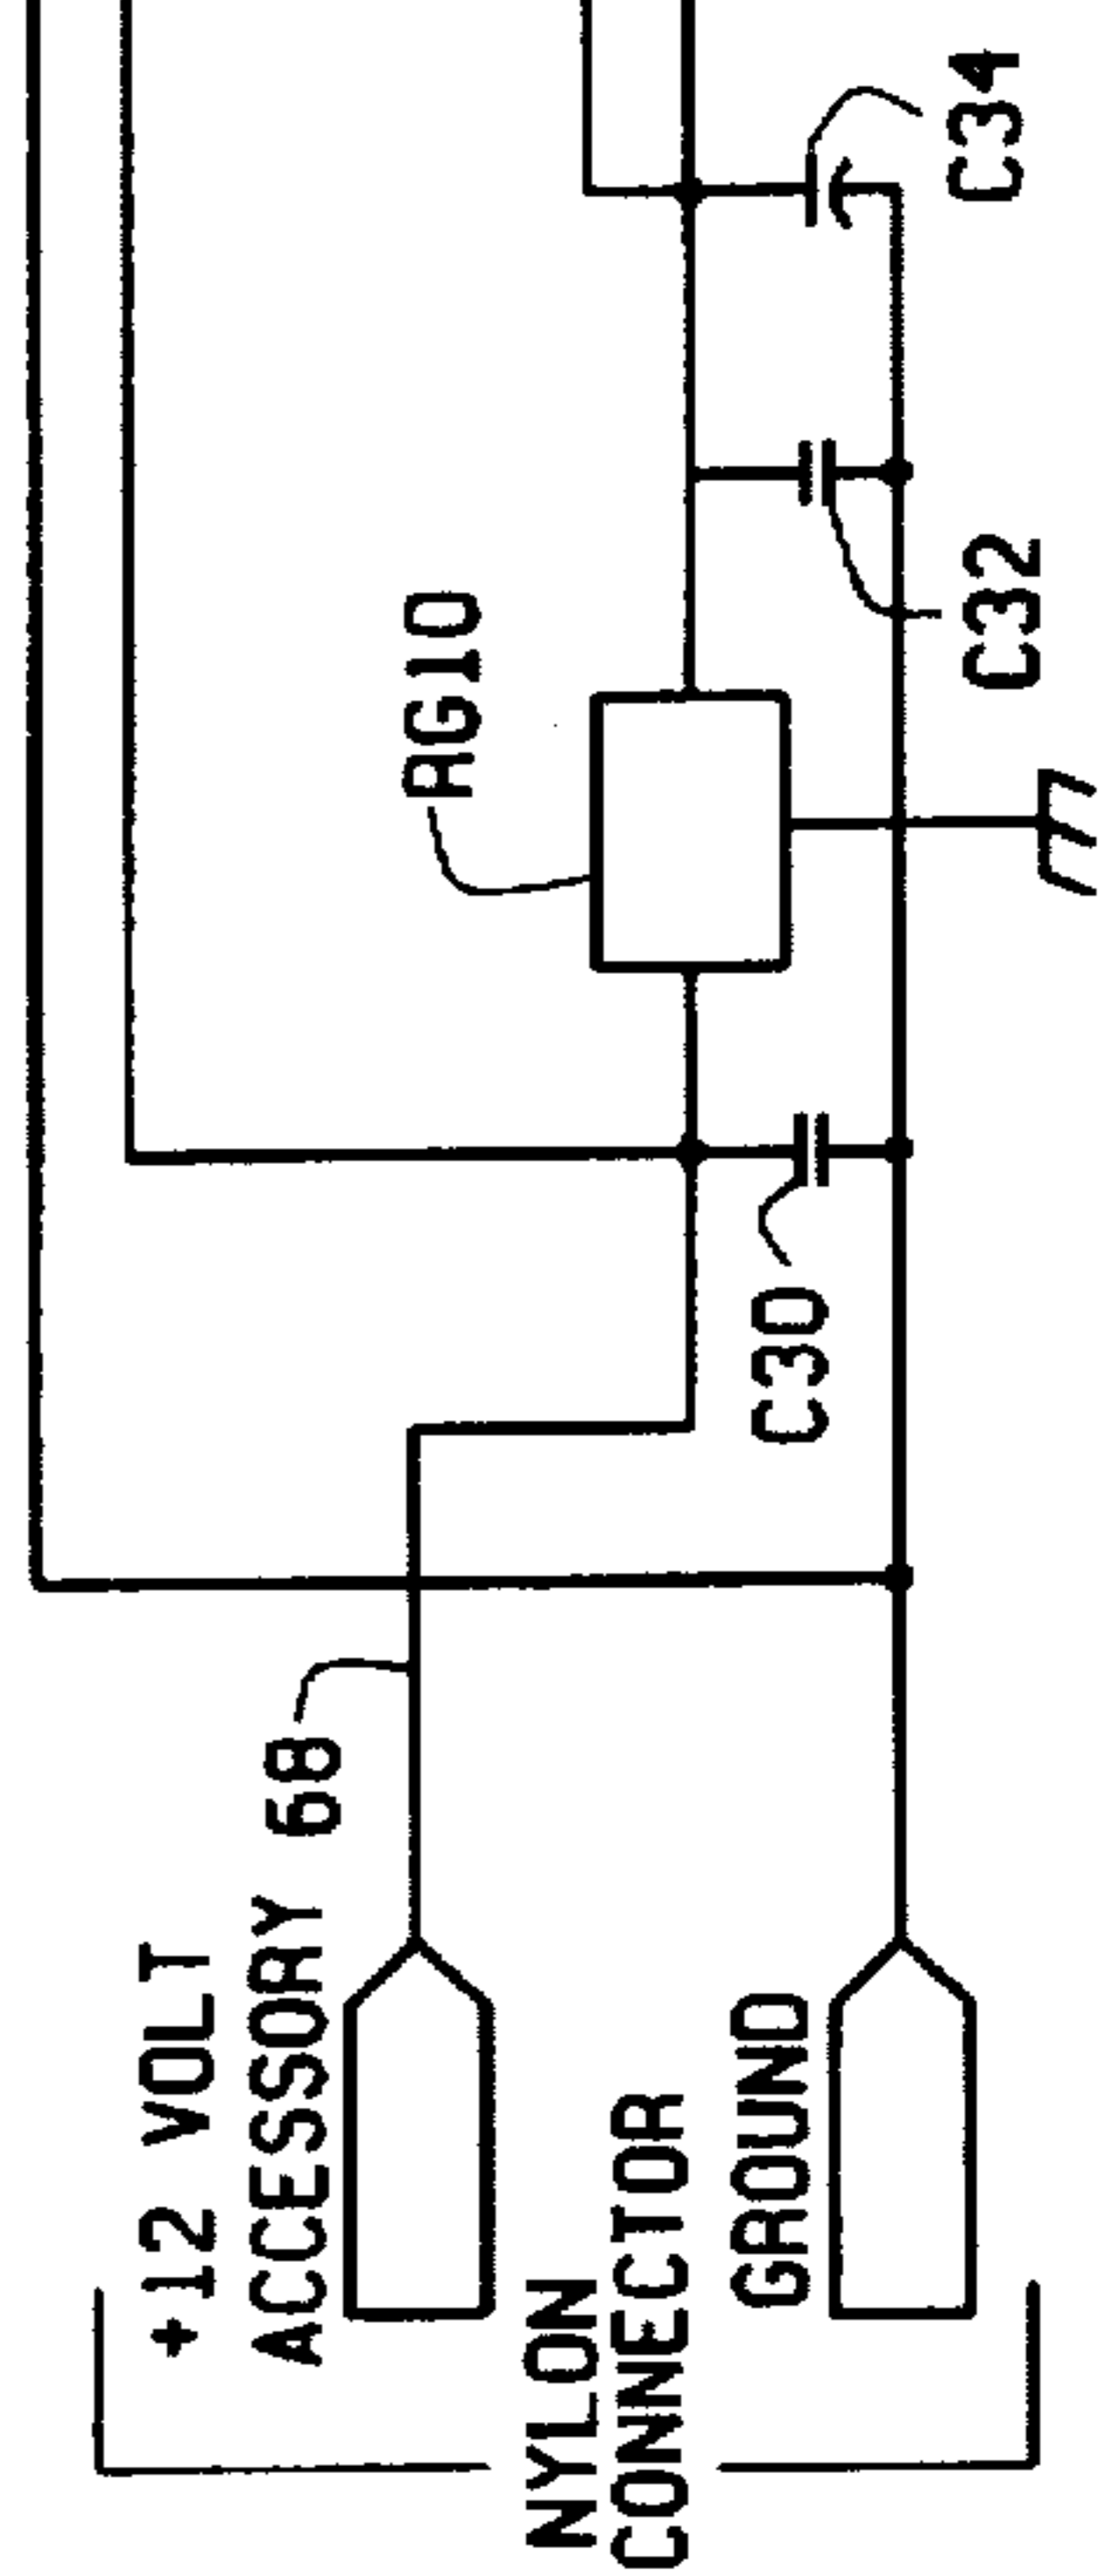 +12 VOLT
ACCESSORY 68
NYLON
CONNECTOR
GROUND
C30
RG10
C32
C34